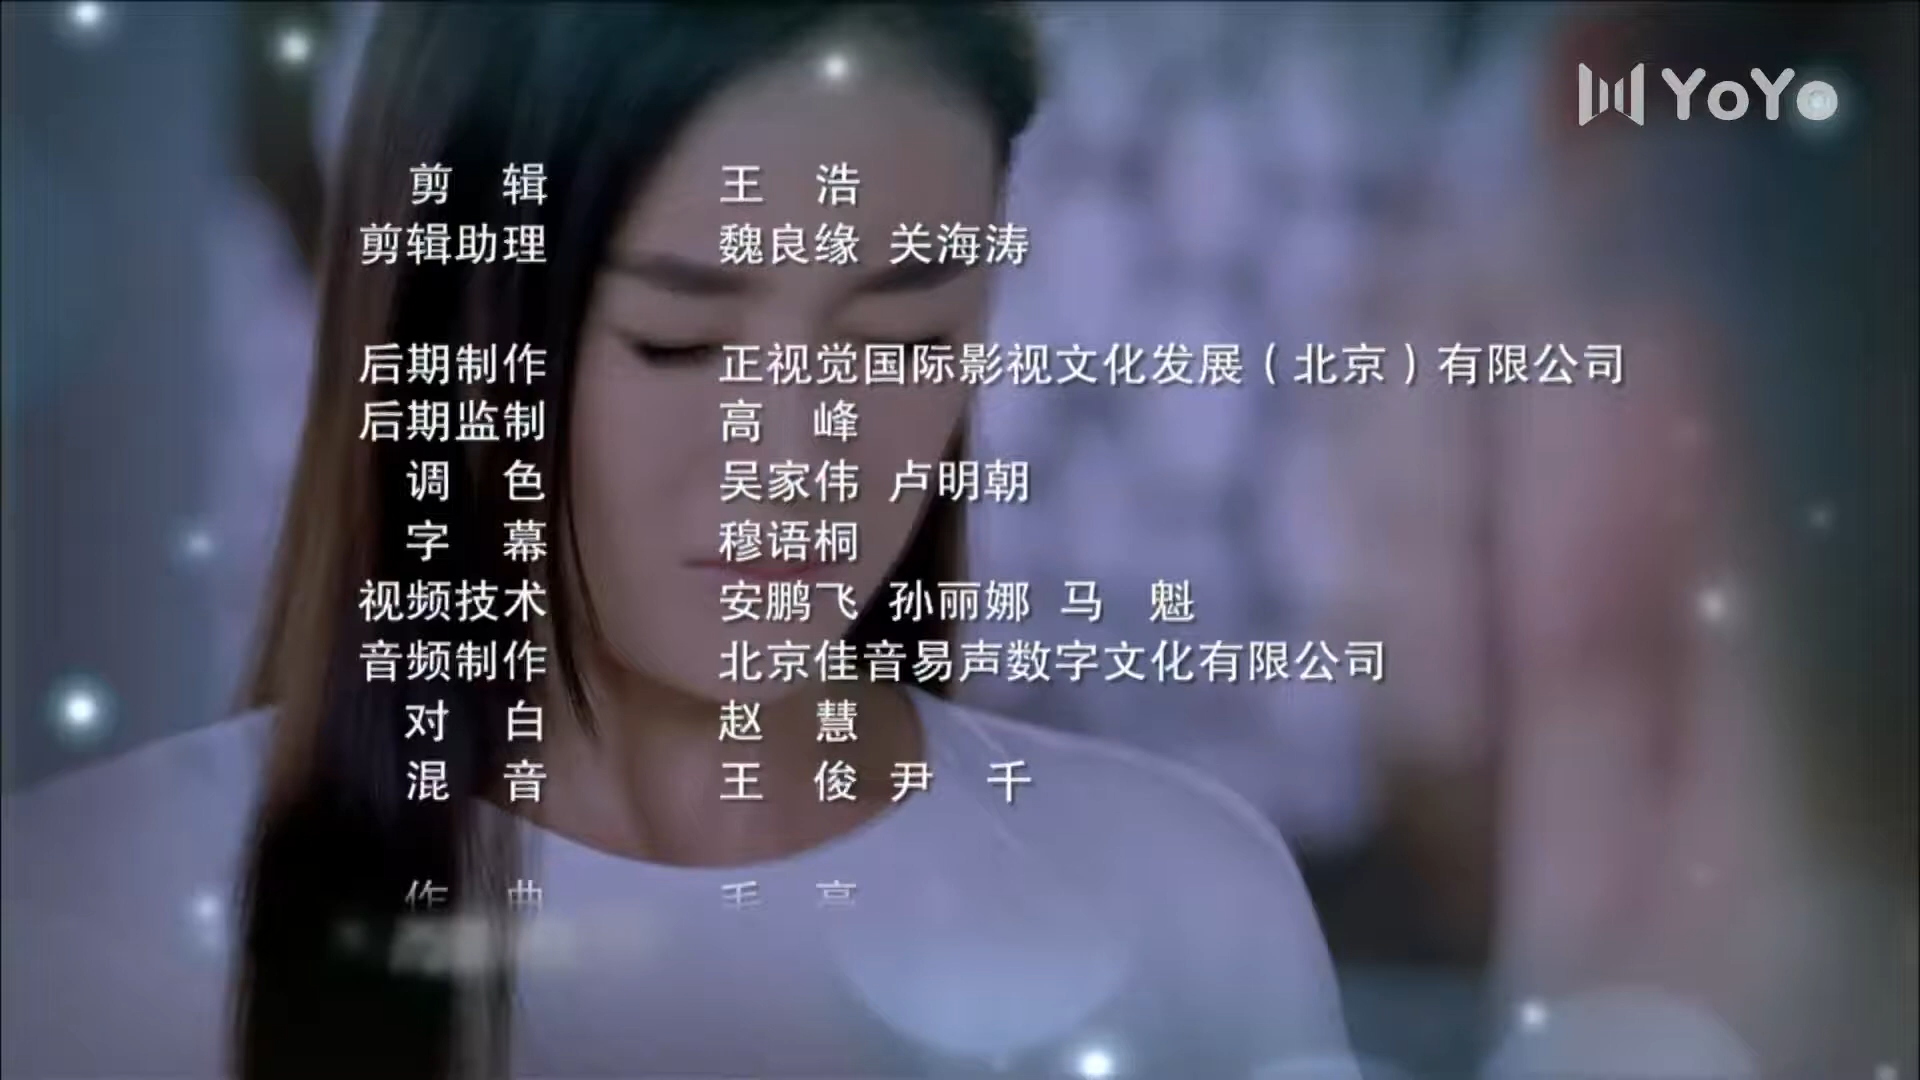 YoYo
剪 辑 王 浩
剪辑助理 魏良缘 关海涛
后期制作 正视觉国际影视文化发展（北京）有限公司
后期监制 高 峰
调 色 吴家伟 卢明朝
字 幕 穆语桐
视频技术 安鹏飞 孙丽娜 马 魁
音频制作 北京佳音易声数字文化有限公司
对 白 赵 慧
混 音 王 俊 尹 千
作 曲